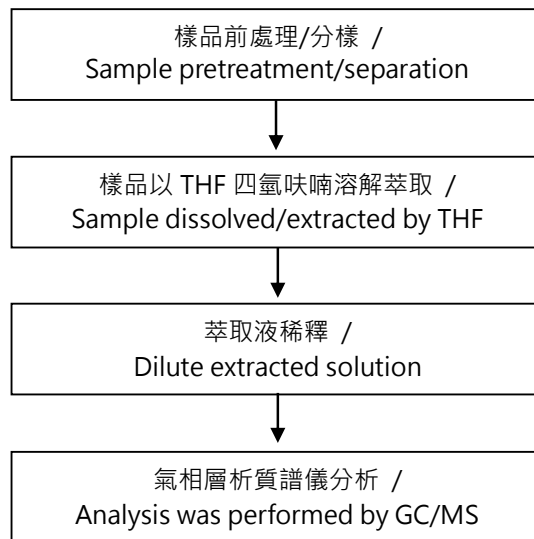 樣品前處理/分樣 /
Sample pretreatment/separation
樣品以 THF 四氫呋喃溶解萃取 /
Sample dissolved/extracted by THF
萃取液稀釋 /
Dilute extracted solution
氣相層析質譜儀分析 /
Analysis was performed by GC/MS